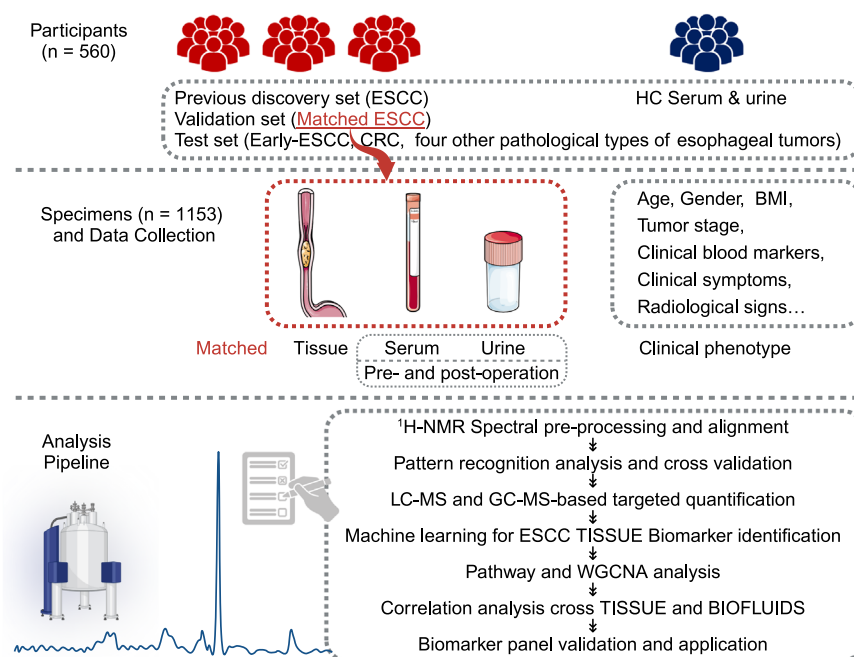 Participants
(n = 560)
Previous discovery set (ESCC)
HC Serum & urine
Validation set (Matched ESCC)
Test set (Early-ESCC, CRC, four other pathological types of esophageal tumors)
Specimens (n = 1153)
and Data Collection
Age, Gender, BMI,
Tumor stage,
Clinical blood markers,
Clinical symptoms,
Radiological signs...
Matched
Tissue
Serum
Urine
Pre- and post-operation
Clinical phenotype
Analysis
Pipeline
¹H-NMR Spectral pre-processing and alignment
Pattern recognition analysis and cross validation
LC-MS and GC-MS-based targeted quantification
Machine learning for ESCC TISSUE Biomarker identification
Pathway and WGCNA analysis
Correlation analysis cross TISSUE and BIOFLUIDS
Biomarker panel validation and application